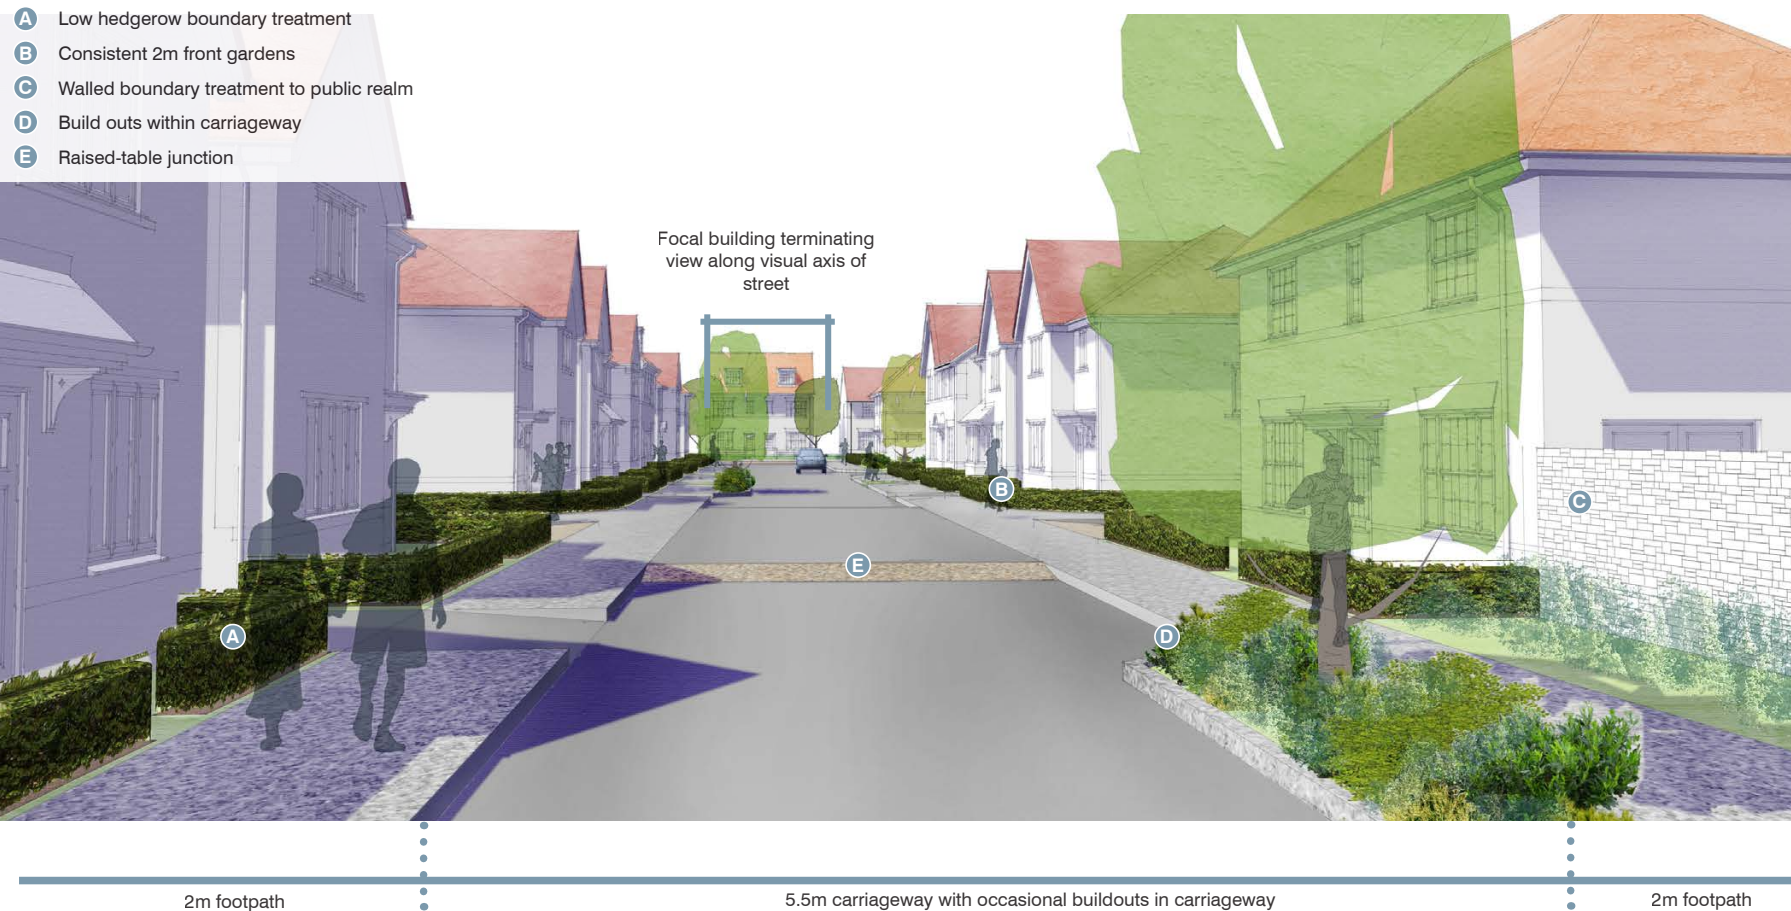 A Low hedgerow boundary treatment
B Consistent 2m front gardens
C Walled boundary treatment to public realm
D Build outs within carriageway
E Raised-table junction
Focal building terminating
view along visual axis of
street
B
C
E
A
D
2m footpath
5.5m carriageway with occasional buildouts in carriageway
2m footpath